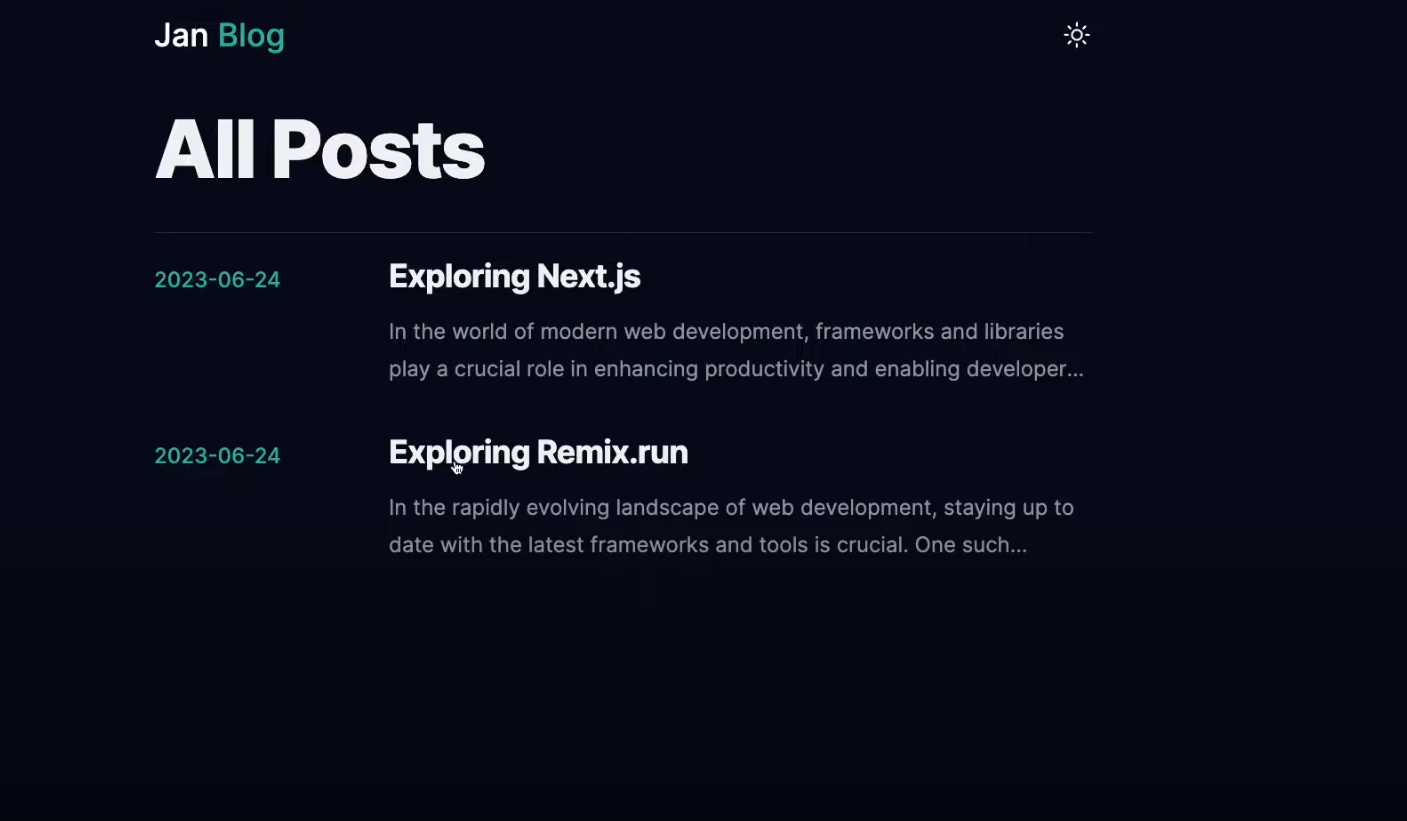 Jan Blog
All Posts
2023-06-24
Exploring Next.js
In the world of modern web development, frameworks and libraries
play a crucial role in enhancing productivity and enabling developer...
2023-06-24
Exploring Remix.run
In the rapidly evolving landscape of web development, staying up to
date with the latest frameworks and tools is crucial. One such...